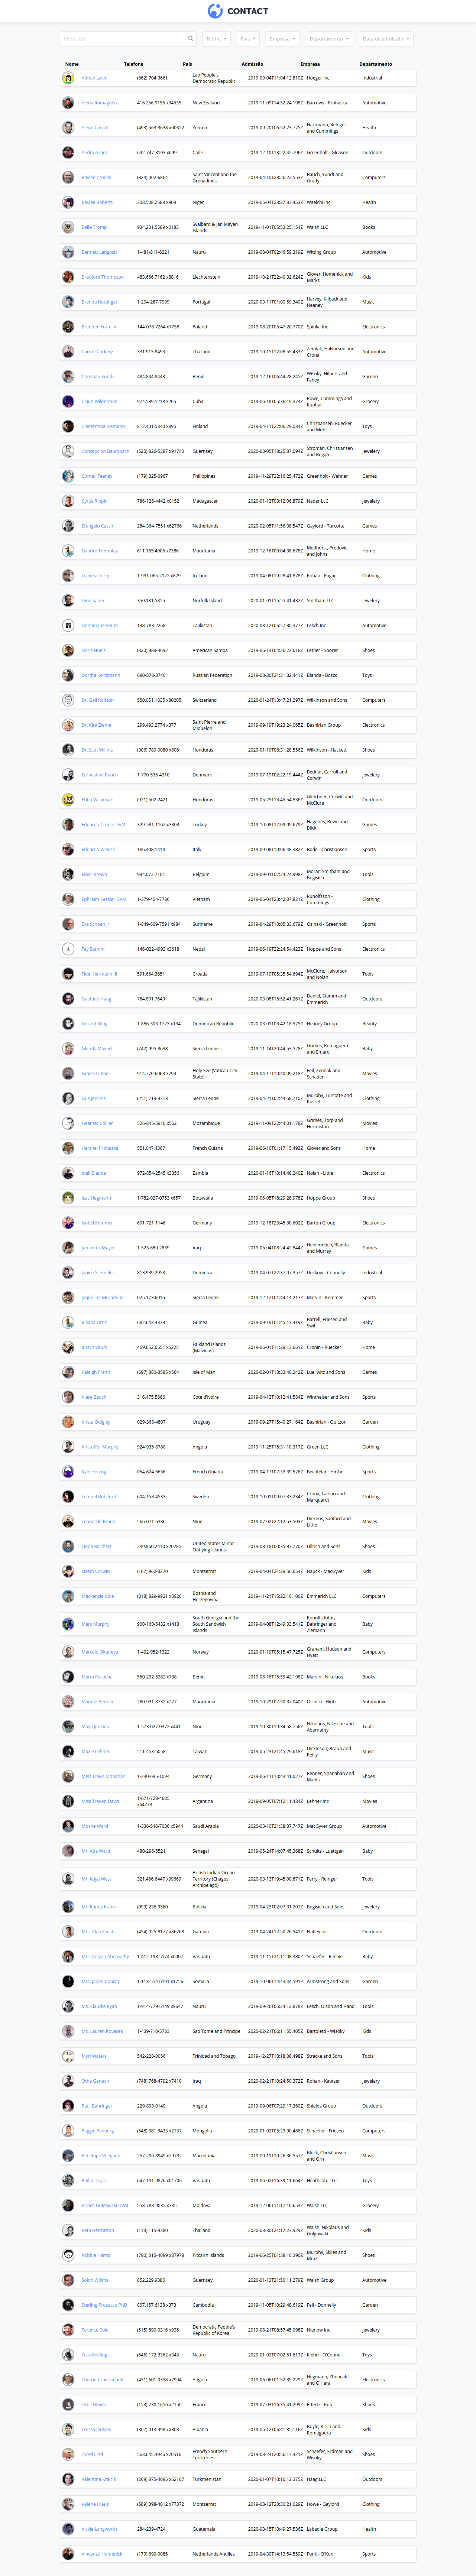 CONTACT
Pesquisar
Nome País Empresa Departamento Data de admissão
Nome Telefone País Admissão Empresa Departamento
Adrian Lakin (862)-704-3661 Lao People's Democratic Republic 2019-09-04T11:04:12.810Z Hoeger Inc Industrial
Alena Romaguera 416.256.9156 x34535 New Zealand 2019-11-09T14:52:24.198Z Barrows - Prohaska Automotive
Alene Carroll (493) 563-3638 x00322 Yemen 2019-09-20T06:52:23.775Z Hartmann, Reinger and Cummings Health
Audra Grant 692-747-3103 x699 Chile 2019-12-10T13:22:42.796Z Greenholt - Gleason Outdoors
Baylee Crooks (324) 002-6864 Saint Vincent and the Grenadines 2019-04-10T23:26:22.553Z Bauch, Yundt and Grady Computers
Baylee Roberts 308.508.2588 x909 Niger 2019-05-04T23:27:33.453Z Waelchi Inc Health
Belle Tromp 934.231.5589 x0183 Svalbard & Jan Mayen Islands 2019-11-01T05:53:25.154Z Walsh LLC Books
Bennett Langosh 1-481-811-6321 Nauru 2019-08-04T02:46:59.319Z Witting Group Automotive
Bradford Thompson 483.666.7162 x8816 Liechtenstein 2019-10-21T22:40:32.624Z Glover, Homenick and Marks Kids
Brenda Hettinger 1-204-287-7999 Portugal 2020-03-11T01:00:59.349Z Harvey, Kilback and Heaney Music
Brenden Frami V 144-078-7264 x7758 Poland 2019-08-20T05:47:20.770Z Spinka Inc Electronics
Carroll Corkery 331.913.8493 Thailand 2019-10-15T12:08:55.433Z Zemlak, Halvorson and Crona Automotive
Christian Kunde 484.844.9443 Benin 2019-12-16T06:44:28.245Z Wisoky, Hilpert and Fahey Garden
Claud Wilderman 974.539.1218 x205 Cuba 2019-06-18T05:36:19.374Z Rowe, Cummings and Kuphal Grocery
Clementina Ziemann 812.401.5340 x395 Finland 2019-04-11T22:06:29.034Z Christiansen, Ruecker and Mohr Toys
Concepcion Baumbach (525)-826-5387 x91740 Guernsey 2020-03-05T18:25:37.094Z Stroman, Christiansen and Bogan Jewelery
Cornell Feeney (179) 325-0967 Philippines 2019-11-29T22:16:25.472Z Greenholt - Wehner Games
Cyrus Rippin 786-126-4442 x0152 Madagascar 2020-01-13T03:12:06.879Z Nader LLC Jewelery
D'angelo Cassin 284-364-7551 x62766 Netherlands 2020-02-05T11:56:38.547Z Gaylord - Turcotte Games
Dandre Tremblay 611.185.4905 x7386 Mauritania 2019-12-16T00:04:38.678Z Medhurst, Predovic and Johns Home
Daniela Terry 1-931-065-2122 x879 Iceland 2019-04-08T19:28:41.878Z Rohan - Pagac Clothing
Dino Sauer 350.131.5855 Norfolk Island 2020-01-01T15:55:41.432Z Smitham LLC Jewelery
Dominique Veum 138-783-2268 Tajikistan 2020-03-12T06:57:30.377Z Lesch Inc Automotive
Doris Huels (820)-989-4692 American Samoa 2019-06-14T04:26:22.616Z Leffler - Sporer Shoes
Doritha Kertzmann 690-878-3740 Russian Federation 2019-08-30T21:31:32.441Z Blanda - Bosco Toys
Dr. Gail Rolfson 550.051.1835 x80205 Switzerland 2020-01-24T13:47:21.297Z Wilkinson and Sons Computers
Dr. Kira Zieme 299.493.2774 x377 Saint Pierre and Miquelon 2019-09-19T19:23:24.065Z Bashirian Group Electronics
Dr. Scot Willms (306) 789-0080 x806 Honduras 2020-01-19T06:31:28.556Z Wilkinson - Hackett Shoes
Earnestine Bauch 1-770-536-4310 Denmark 2019-07-19T02:22:19.444Z Bednar, Carroll and Corwin Jewelery
Ebba Wilkinson (921) 502-2421 Honduras 2019-05-25T13:45:54.836Z Gleichner, Corwin and McClure Outdoors
Eduardo Cronin DVM 329-581-1162 x3803 Turkey 2019-10-08T17:09:09.679Z Hagenes, Rowe and Blick Games
Eduardo Wisozk 186.408.1414 Italy 2019-09-08T19:06:48.382Z Bode - Christiansen Sports
Einar Brown 994.072.7101 Belgium 2019-09-01T07:24:24.998Z Morar, Smitham and Bogisich Tools
Ephraim Kessler DVM 1-379-404-7736 Vietnam 2019-06-04T23:42:07.821Z Runolfsson - Cummings Clothing
Eva Schoen Jr. 1-849-609-7591 x984 Suriname 2019-04-29T10:05:33.679Z Osinski - Greenholt Sports
Fay Stamm 146-022-4993 x3618 Nepal 2019-06-19T22:24:54.423Z Hoppe and Sons Electronics
Fidel Hermann III 591.664.3651 Croatia 2019-07-19T05:35:54.694Z McClure, Halvorson and Nolan Tools
Gaetano Haag 784.891.7649 Tajikistan 2020-03-08T15:52:41.261Z Daniel, Stamm and Emmerich Outdoors
Gerard Kling 1-886-303-1723 x134 Dominican Republic 2020-03-01T03:42:18.575Z Heaney Group Beauty
Glenda Mayert (742) 995-3638 Sierra Leone 2019-11-14T20:44:53.528Z Grimes, Romaguera and Emard Baby
Gracie O'Kon 914.770.6068 x794 Holy See (Vatican City State) 2019-04-17T10:40:09.218Z Feil, Zemlak and Schaden Movies
Gus Jenkins (251) 719-9713 Sierra Leone 2019-04-21T02:44:58.710Z Murphy, Turcotte and Russel Clothing
Heather Collier 526-845-5910 x562 Mozambique 2019-11-09T22:44:01.178Z Grimes, Torp and Hermiston Movies
Hershel Prohaska 551.047.4367 French Guiana 2019-06-16T01:17:15.492Z Glover and Sons Home
Idell Blanda 972-854-2545 x3356 Zambia 2020-01-16T13:14:48.240Z Nolan - Little Electronics
Isac Hegmann 1-782-027-0753 x657 Botswana 2019-06-05T18:29:28.978Z Hoppe Group Shoes
Isobel Kemmer 691-721-1146 Germany 2019-12-18T23:45:30.602Z Barton Group Electronics
Jamarcus Mayer 1-523-680-2839 Iraq 2019-05-04T08:24:42.844Z Heidenreich, Blanda and Murray Games
Janice Schmeler 813.939.2958 Dominica 2019-04-07T22:37:07.357Z Deckow - Connelly Industrial
Jaqueline Murazik Jr. 025.173.6015 Sierra Leone 2019-12-12T01:44:14.217Z Marvin - Kemmer Sports
Juliana Ortiz 682.643.4373 Guinea 2019-09-19T01:45:13.419Z Bartell, Friesen and Swift Baby
Justyn Veum 469.652.6651 x5225 Falkland Islands (Malvinas) 2019-06-01T11:29:13.661Z Cronin - Ruecker Home
Kaleigh Frami (697) 880-3585 x564 Isle of Man 2020-02-01T13:33:40.242Z Lueilwitz and Sons Games
Kiera Bauch 316.475.5866 Cote d'Ivoire 2019-04-13T10:12:41.584Z Wintheiser and Sons Sports
Krista Quigley 029-368-4807 Uruguay 2019-09-27T15:40:27.164Z Bashirian - Quitzon Garden
Kristoffer Murphy 924-935-8780 Angola 2019-11-25T15:31:10.317Z Green LLC Clothing
Kyle Herzog I 054-624-6636 French Guiana 2019-04-17T07:33:39.526Z Bechtelar - Hirthe Sports
Lemuel Botsford 604-158-4533 Sweden 2019-10-01T09:07:33.234Z Crona, Larson and Marquardt Clothing
Leonardo Braun 566-071-6336 Niue 2019-07-02T22:12:53.503Z Dickens, Sanford and Little Movies
Linda Reichert 239.860.2410 x20285 United States Minor Outlying Islands 2019-08-18T00:35:37.770Z Ullrich and Sons Shoes
Lizeth Corwin (167) 962-3270 Montserrat 2019-04-04T21:29:56.654Z Hauck - MacGyver Kids
Mackenzie Cole (818) 829-9921 x8926 Bosnia and Herzegovina 2019-11-21T15:22:10.106Z Emmerich LLC Computers
Marc Murphy 900-160-6432 x1413 South Georgia and the South Sandwich Islands 2019-04-08T12:49:03.541Z Runolfsdottir, Bahringer and Ziemann Baby
Marcelo Okuneva 1-492-952-1322 Norway 2020-01-19T05:15:47.725Z Graham, Hudson and Hyatt Computers
Marta Pacocha 560-232-5282 x738 Benin 2019-08-16T15:59:42.196Z Marvin - Nikolaus Books
Maudie Bernier 280-931-8732 x277 Mauritania 2019-10-29T07:50:37.040Z Osinski - Hintz Automotive
Maya Jenkins 1-573-027-0372 x441 Niue 2019-10-30T19:34:58.756Z Nikolaus, Nitzsche and Abernathy Tools
Mazie Lehner 511-453-5058 Taiwan 2019-05-23T21:45:29.618Z Dickinson, Braun and Reilly Music
Miss Travis Monahan 1-230-695-1094 Germany 2019-06-11T10:43:41.027Z Renner, Shanahan and Marks Shoes
Miss Trason Davis 1-671-728-4685 x64773 Argentina 2019-09-05T07:12:11.434Z Lehner Inc Movies
Moshe Ward 1-336-546-7036 x5944 Saudi Arabia 2020-03-10T21:38:37.747Z MacGyver Group Automotive
Mr. Alta Ward 480-296-5521 Senegal 2019-05-24T14:07:45.368Z Schultz - Luettgen Baby
Mr. Kaya West 321.466.6447 x99669 British Indian Ocean Territory (Chagos Archipelago) 2020-03-13T19:45:00.871Z Ferry - Reinger Tools
Mr. Randy Kuhn (099) 236-9560 Bolivia 2019-04-23T02:07:31.207Z Bogisich and Sons Jewelery
Mrs. Alan Feest (454) 925-8177 x86268 Gambia 2019-04-24T12:50:26.541Z Flatley Inc Outdoors
Mrs. Aniyah Abernathy 1-412-193-5174 x0007 Vanuatu 2019-11-15T21:11:08.380Z Schaefer - Ritchie Baby
Mrs. Jaden Conroy 1-113-554-6191 x1756 Somalia 2019-10-06T14:43:44.591Z Armstrong and Sons Garden
Ms. Claudie Ryan 1-914-779-5149 x9647 Nauru 2019-09-26T05:24:12.878Z Lesch, Olson and Hand Tools
Ms. Lauren Kovacek 1-439-710-5733 Sao Tome and Principe 2020-02-21T06:11:55.405Z Bartoletti - Wisoky Kids
Myrl Waters 542-220-0056 Trinidad and Tobago 2019-12-27T18:18:08.498Z Stracke and Sons Tools
Otha Gerlach (748) 768-4792 x7410 Iraq 2020-02-21T10:24:50.372Z Rohan - Kautzer Jewelery
Paul Bahringer 229-808-0149 Angola 2019-09-06T07:29:17.360Z Shields Group Outdoors
Peggie Padberg (548) 981-3433 x2137 Mongolia 2020-01-02T05:23:00.486Z Schaefer - Friesen Computers
Penelope Wiegand 257-290-8949 x29732 Macedonia 2019-09-11T10:26:36.557Z Block, Christiansen and Orn Music
Philip Doyle 647-191-9876 x01706 Vanuatu 2019-06-02T16:39:11.664Z Heathcote LLC Toys
Prince Gulgowski DVM 558-788-9035 x385 Moldova 2019-12-06T11:17:10.653Z Walsh LLC Grocery
Reta Hermiston (113) 115-9380 Thailand 2020-03-30T21:17:23.929Z Walsh, Nikolaus and Gulgowski Kids
Robbie Harris (790) 315-4099 x87978 Pitcairn Islands 2019-06-25T01:38:10.396Z Murphy, Skiles and Mraz Shoes
Solon Willms 852.229.9386 Guernsey 2020-01-13T21:50:11.279Z Walsh Group Automotive
Sterling Prosacco PhD 807.157.6138 x373 Cambodia 2019-11-05T10:29:48.619Z Feil - Donnelly Garden
Terence Cole (515)-899-0316 x935 Democratic People's Republic of Korea 2019-08-21T08:57:45.098Z Nienow Inc Jewelery
Tess Keeling (645) 172-3362 x343 Nauru 2020-01-02T07:02:51.617Z Kiehn - O'Connell Toys
Theron Cruickshank (431)-601-0358 x7994 Angola 2019-06-06T01:52:35.229Z Hegmann, Zboncak and O'Hara Electronics
Titus Glover (153) 730-1656 x2150 France 2019-07-03T16:35:41.299Z Effertz - Kub Shoes
Tressa Jenkins (307) 013-4985 x303 Albania 2019-05-12T06:41:35.116Z Boyle, Kirlin and Romaguera Kids
Tyrell Lind 563.645.4946 x70516 French Southern Territories 2019-08-24T20:56:17.421Z Schaefer, Erdman and Wisoky Shoes
Valentina Krajcik (269) 875-4095 x62107 Turkmenistan 2020-01-07T10:16:12.375Z Haag LLC Outdoors
Valerie Huels (589) 398-4012 x77372 Montserrat 2019-08-12T23:30:21.029Z Howe - Gaylord Clothing
Vickie Langworth 284-239-4724 Guatemala 2020-03-15T13:49:27.536Z Labadie Group Health
Vincenzo Homenick (170) 699-0085 Netherlands Antilles 2019-04-30T14:13:54.559Z Funk - O'Kon Sports